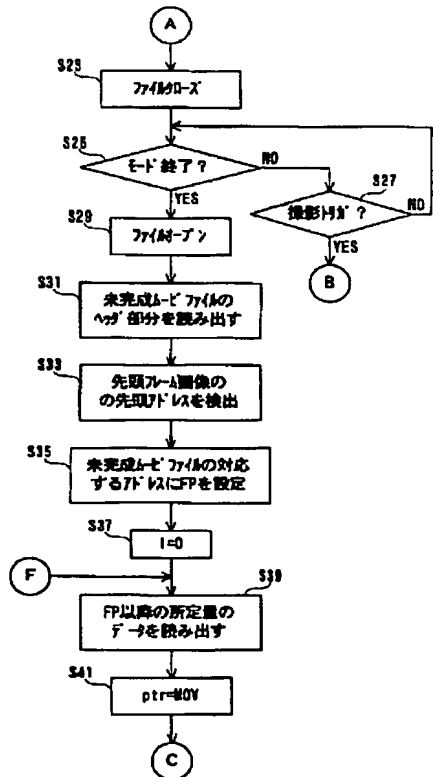 A
S25
ファイルクローズ
S26
モード終了?
NO
YES
S27
撮影トリガ?
NO
YES
B
S29
ファイルオープン
S31
未完成ムービファイルの
ヘッダ部分を読み出す
S33
先頭フレーム画像の
の先頭アドレスを検出
S35
未完成ムービファイルの対応
するアドレスにFPを設定
S37
I=0
F
S39
FP以降の所定量の
データを読み出す
S41
ptr=MOV
C